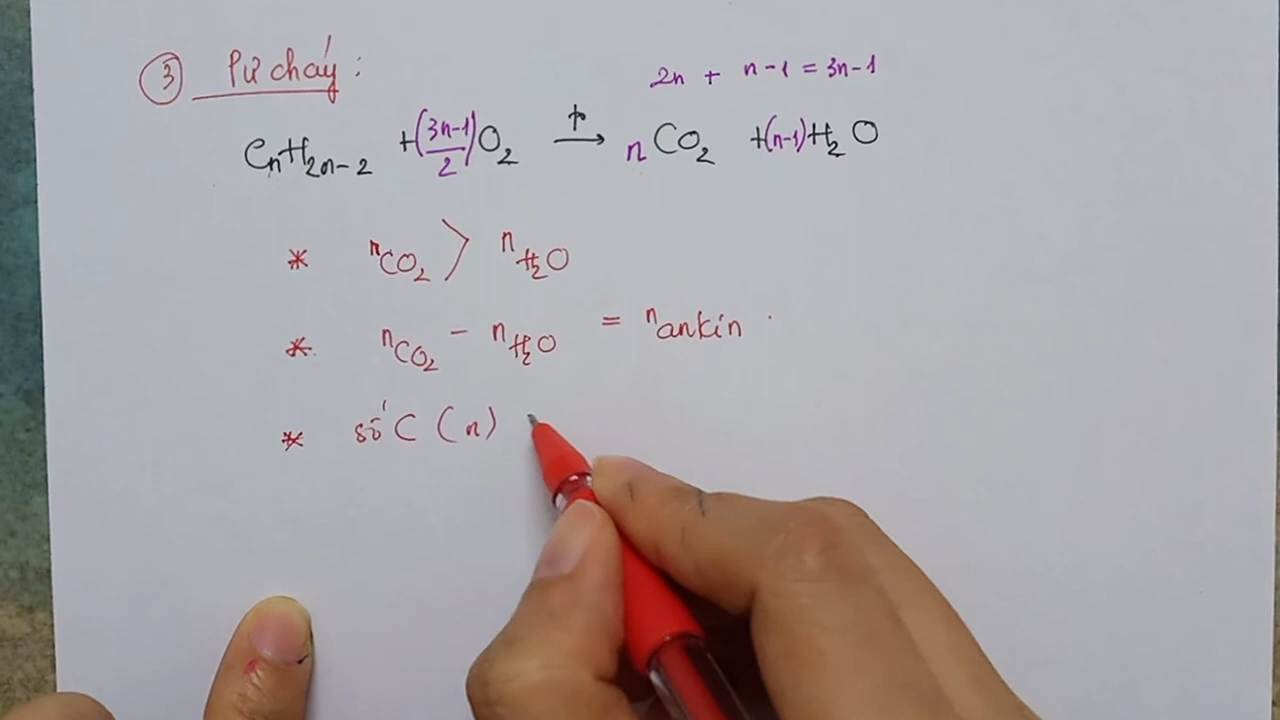 ③ Pư cháy:
2n + n-1 = 3n-1
CnH2n-2 + (3n-1)/2 O2 →t° nCO2 + (n-1)H2O
* nCO2 > nH2O
* nCO2 - nH2O = nankin.
* số C (n)